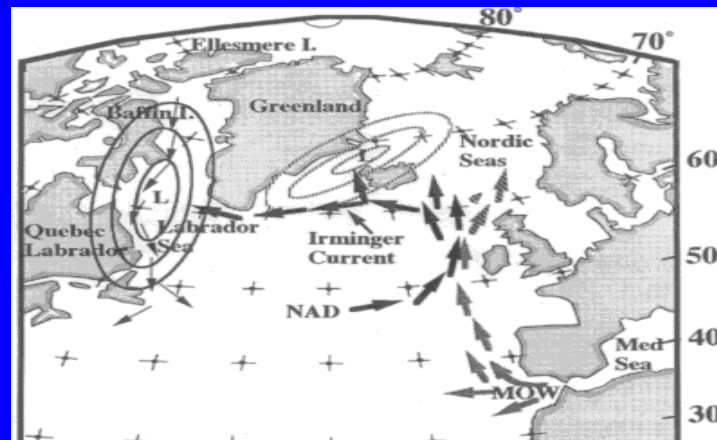 80°
70°
Ellesmere I.
Baffin I.
Greenland
Nordic
Seas
60
L
L
Quebec
Labrador
Labrador
Sea
Irminger
Current
50
NAD
40
Med
Sea
MOW
30